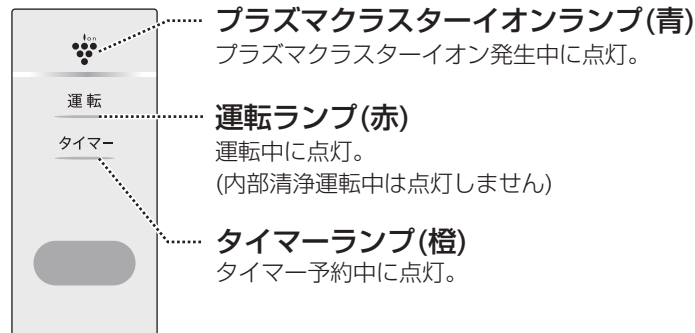 ion
運転
タイマー
プラズマクラスターイオンランプ(青)
プラズマクラスターイオン発生中に点灯。
運転ランプ(赤)
運転中に点灯。
(内部清浄運転中は点灯しません)
タイマーランプ(橙)
タイマー予約中に点灯。